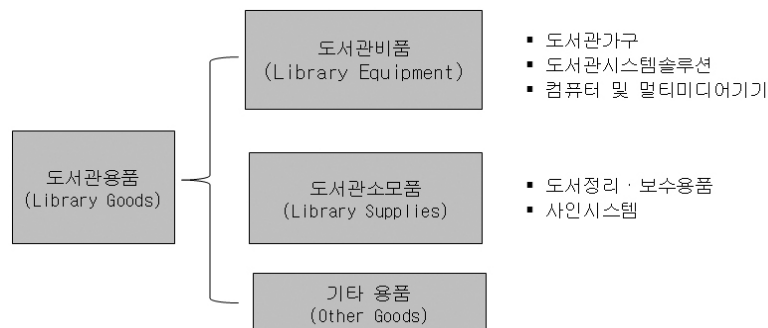 도서관비품
(Library Equipment)
▪ 도서관가구
▪ 도서관시스템솔루션
▪ 컴퓨터 및 멀티미디어기기
도서관용품
(Library Goods)
도서관소모품
(Library Supplies)
▪ 도서정리 · 보수용품
▪ 사인시스템
기타 용품
(Other Goods)